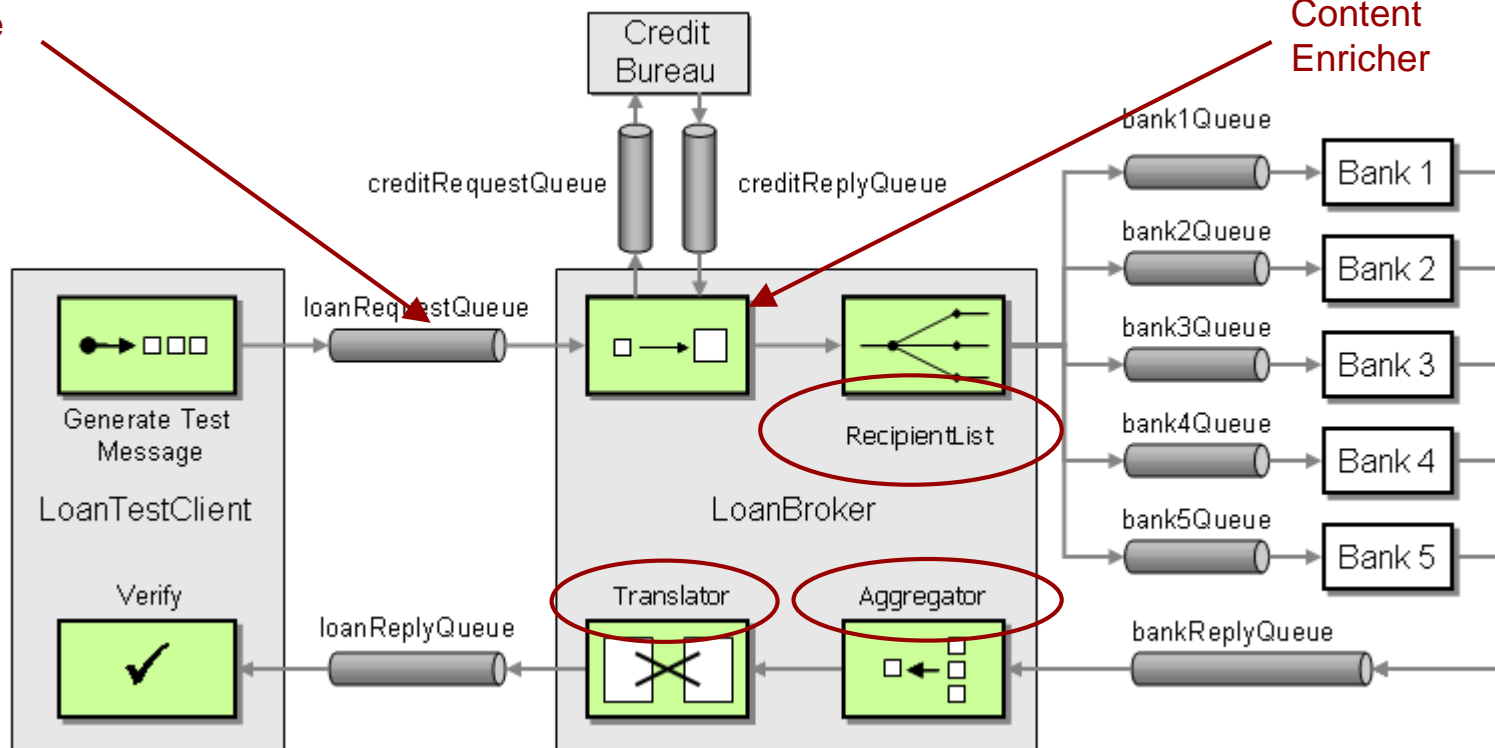 Content
Enricher
Credit
Bureau
creditRequestQueue
creditReplyQueue
bank1Queue
Bank 1
bank2Queue
Bank 2
bank3Queue
Bank 3
bank4Queue
Bank 4
bank5Queue
Bank 5
loanRequestQueue
Generate Test
Message
RecipientList
LoanTestClient
LoanBroker
Verify
loanReplyQueue
Translator
Aggregator
bankReplyQueue